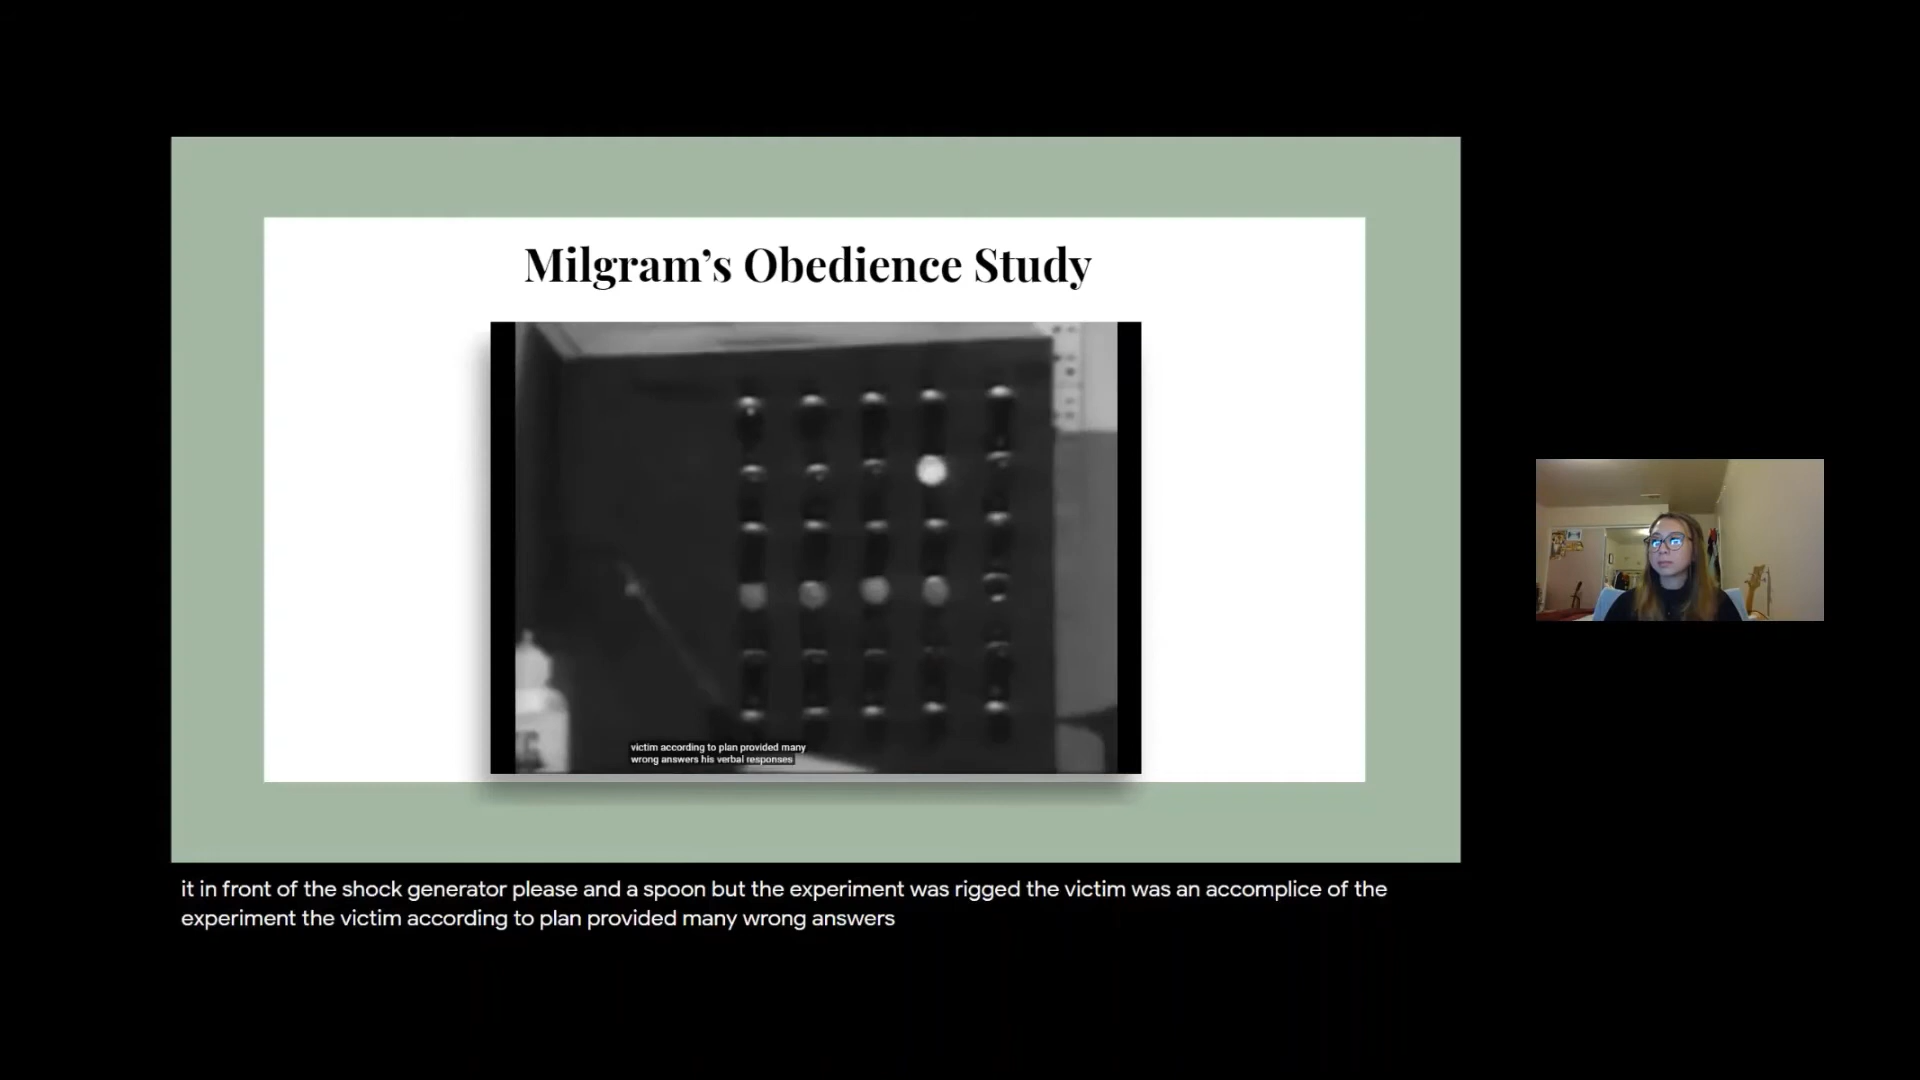 Milgram's Obedience Study
victim according to plan provided many
wrong answers his verbal responses
it in front of the shock generator please and a spoon but the experiment was rigged the victim was an accomplice of the
experiment the victim according to plan provided many wrong answers